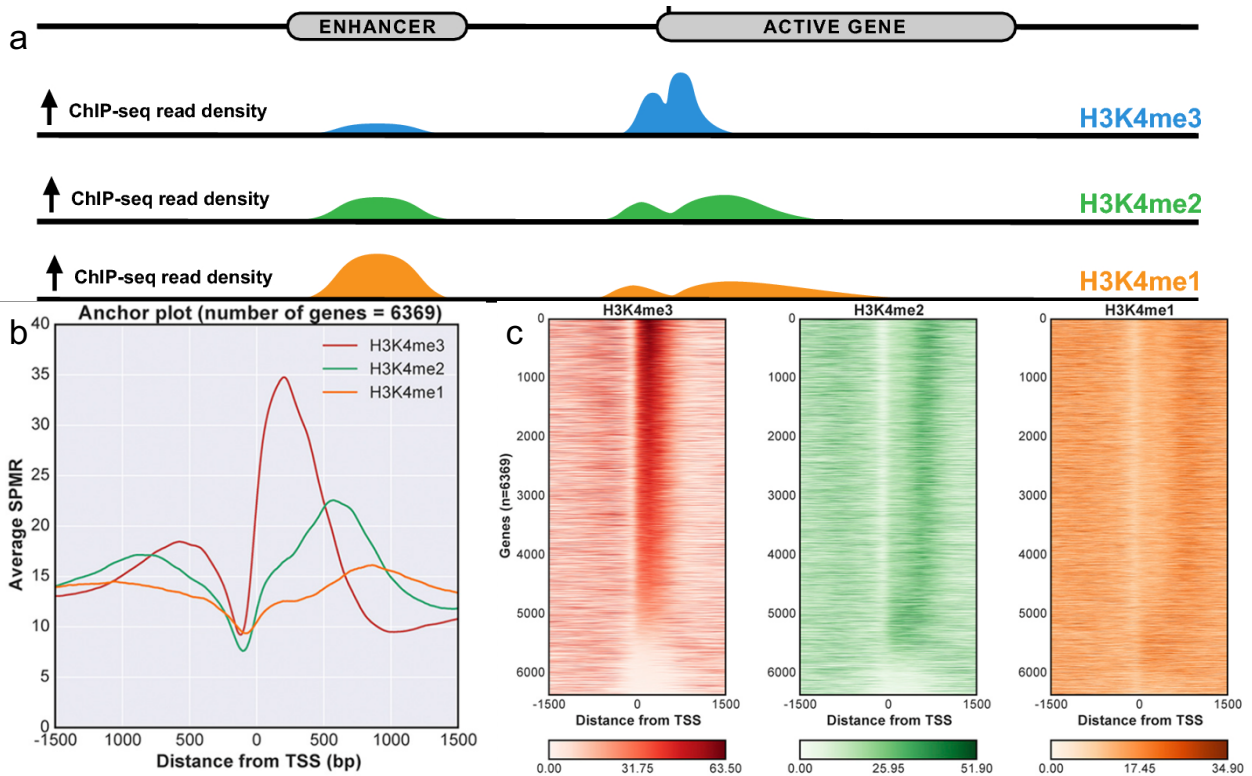 a
ENHANCER
ACTIVE GENE
ChIP-seq read density
H3K4me3
ChIP-seq read density
H3K4me2
ChIP-seq read density
H3K4me1
b
Anchor plot (number of genes = 6369)
40
35
30
25
20
15
10
5
0
Average SPMR
H3K4me3
H3K4me2
H3K4me1
-1500 1000 500 0 500 1000 1500
Distance from TSS (bp)
c
H3K4me3
0
1000
2000
3000
4000
5000
6000
Genes (n=6369)
-1500 0 1500
Distance from TSS
0.00 31.75 63.50
H3K4me2
0
1000
2000
3000
4000
5000
6000
-1500 0 1500
Distance from TSS
0.00 25.95 51.90
H3K4me1
0
1000
2000
3000
4000
5000
6000
-1500 0 1500
Distance from TSS
0.00 17.45 34.90